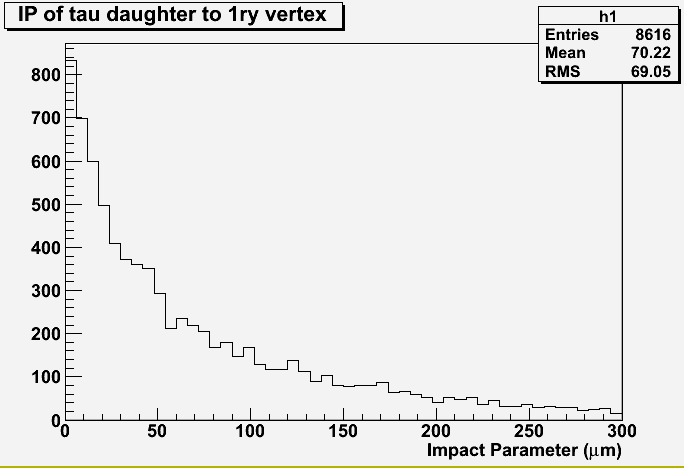 IP of tau daughter to 1ry vertex
h1
Entries 8616
Mean 70.22
RMS 69.05
800
700
600
500
400
300
200
100
0
0 50 100 150 200 250 300
Impact Parameter (μm)